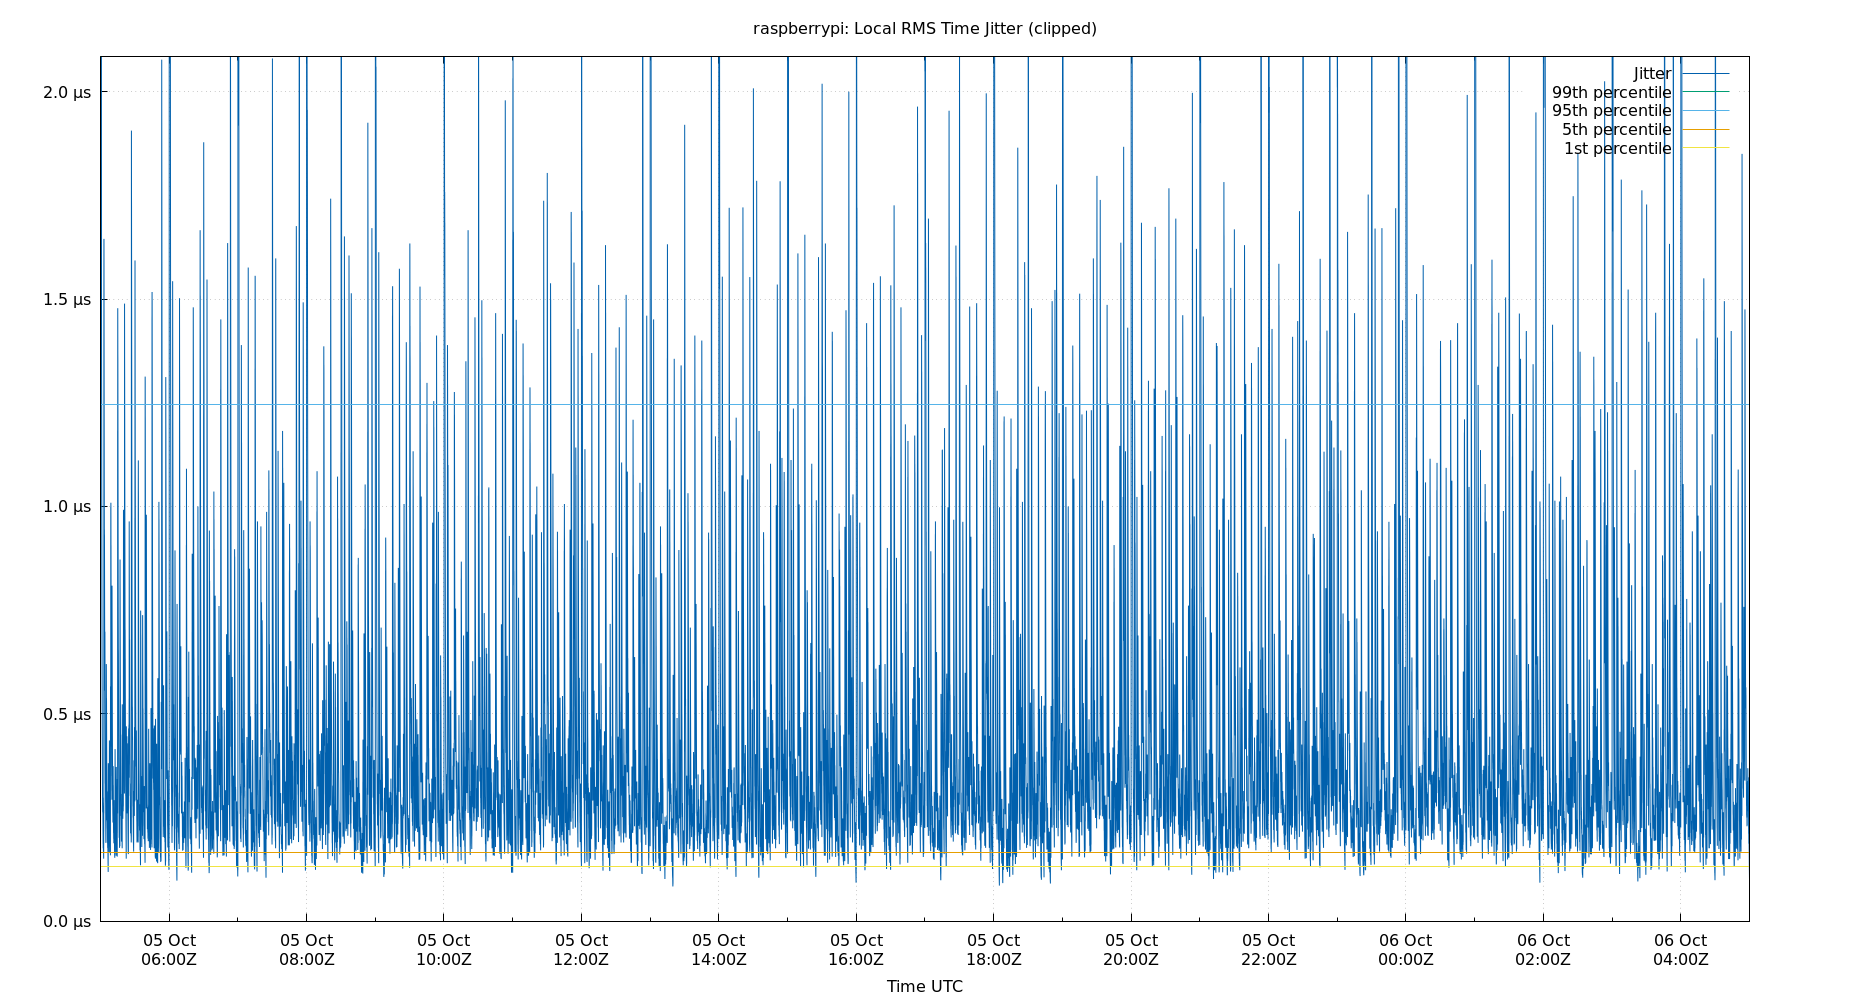 raspberrypi: Local RMS Time Jitter (clipped)
Jitter
99th percentile
95th percentile
5th percentile
1st percentile
2.0 µs
1.5 µs
1.0 µs
0.5 µs
0.0 µs
05 Oct 05 Oct 05 Oct 05 Oct 05 Oct 05 Oct 05 Oct 05 Oct 05 Oct 06 Oct 06 Oct 06 Oct
06:00Z 08:00Z 10:00Z 12:00Z 14:00Z 16:00Z 18:00Z 20:00Z 22:00Z 00:00Z 02:00Z 04:00Z
Time UTC